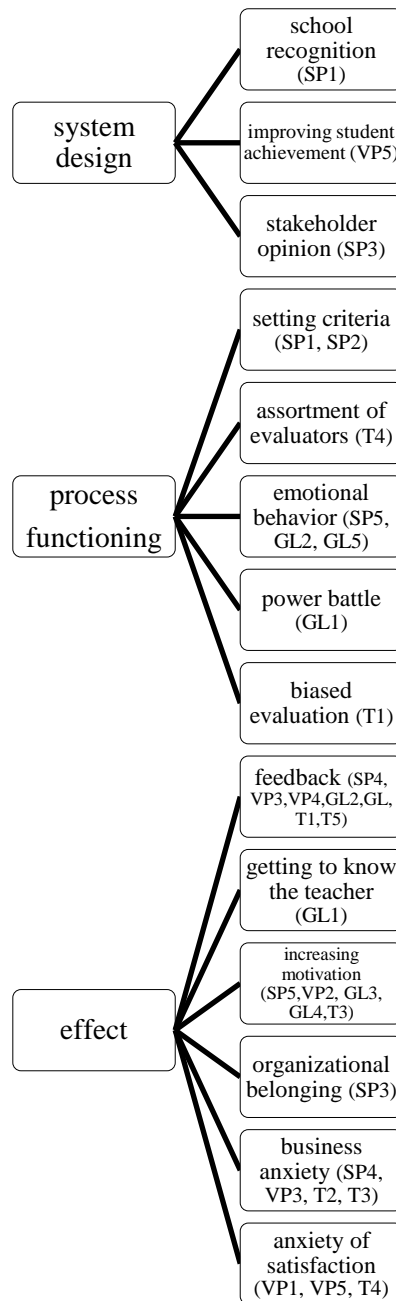 school
recognition
(SP1)
system
design
improving student
achievement (VP5)
stakeholder
opinion (SP3)
setting criteria
(SP1, SP2)
assortment of
evaluators (T4)
process
functioning
emotional
behavior (SP5,
GL2, GL5)
power battle
(GL1)
biased
evaluation (T1)
feedback (SP4,
VP3,VP4,GL2,GL,
T1,T5)
getting to know
the teacher
(GL1)
increasing
motivation
(SP5,VP2, GL3,
GL4,T3)
effect
organizational
belonging (SP3)
business
anxiety (SP4,
VP3, T2, T3)
anxiety of
satisfaction
(VP1, VP5, T4)